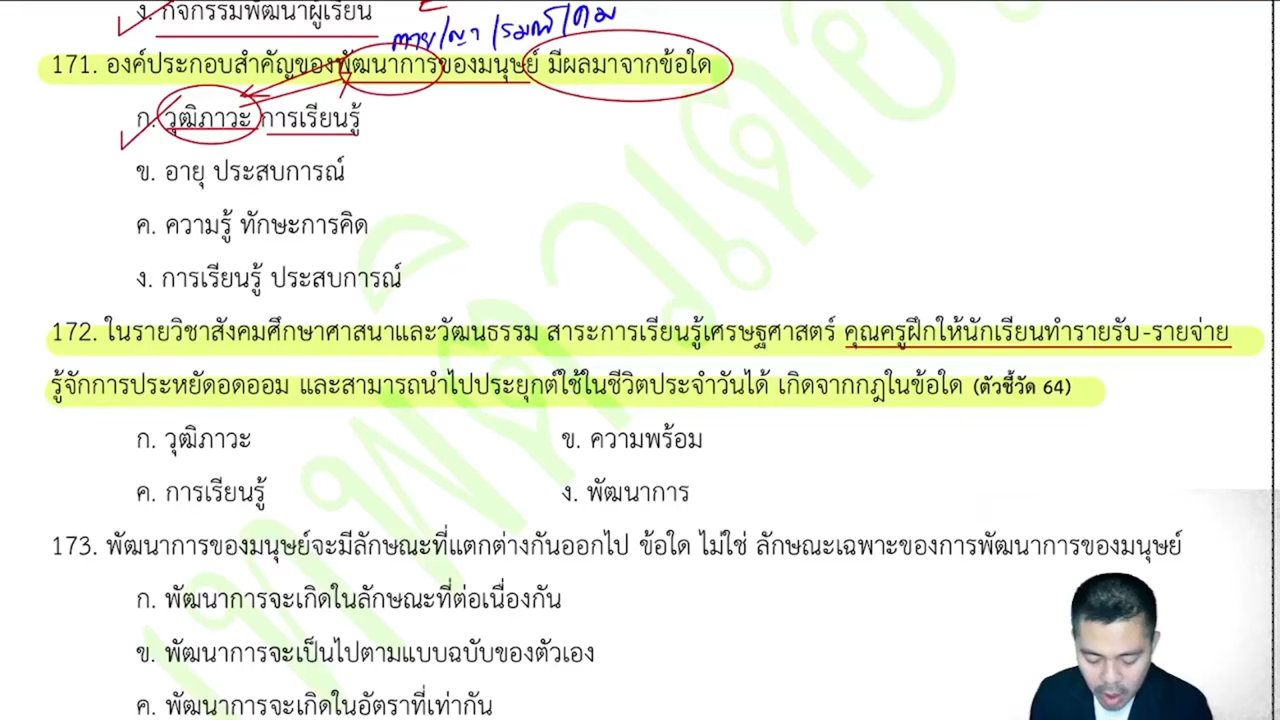 ง. กิจกรรมพัฒนาผู้เรียน
กาย/ญา/รมณ์/คม
171. องค์ประกอบสำคัญของพัฒนาการของมนุษย์ มีผลมาจากข้อใด
ก. วุฒิภาวะ การเรียนรู้
ข. อายุ ประสบการณ์
ค. ความรู้ ทักษะการคิด
ง. การเรียนรู้ ประสบการณ์
172. ในรายวิชาสังคมศึกษาศาสนาและวัฒนธรรม สาระการเรียนรู้เศรษฐศาสตร์ คุณครูฝึกให้นักเรียนทำรายรับ-รายจ่าย
รู้จักการประหยัดอดออม และสามารถนำไปประยุกต์ใช้ในชีวิตประจำวันได้ เกิดจากกฎในข้อใด (ตัวชี้วัด 64)
ก. วุฒิภาวะ ข. ความพร้อม
ค. การเรียนรู้ ง. พัฒนาการ
173. พัฒนาการของมนุษย์จะมีลักษณะที่แตกต่างกันออกไป ข้อใด ไม่ใช่ ลักษณะเฉพาะของการพัฒนาการของมนุษย์
ก. พัฒนาการจะเกิดในลักษณะที่ต่อเนื่องกัน
ข. พัฒนาการจะเป็นไปตามแบบฉบับของตัวเอง
ค. พัฒนาการจะเกิดในอัตราที่เท่ากัน